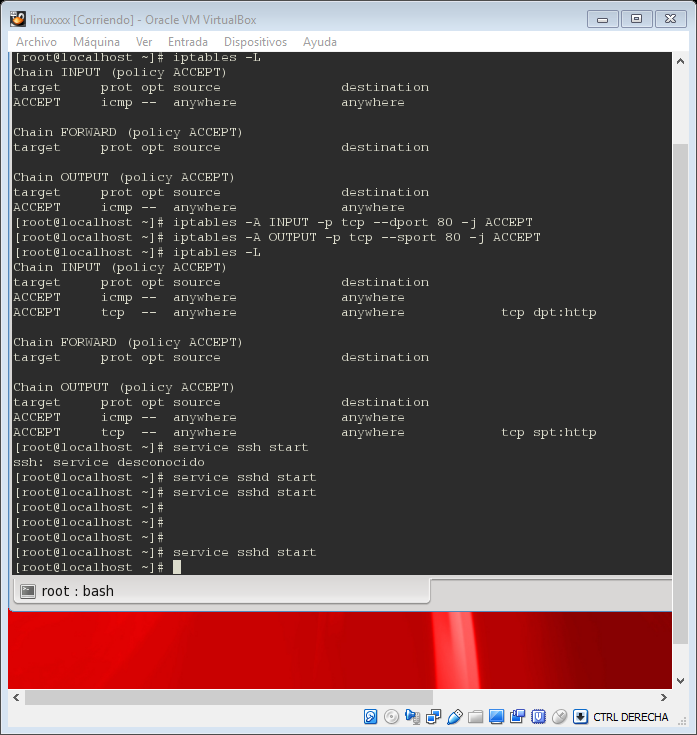 linuxxxx [Corriendo] - Oracle VM VirtualBox
Archivo Máquina Ver Entrada Dispositivos Ayuda
[root@localhost ~]# iptables -L
Chain INPUT (policy ACCEPT)
target prot opt source destination
ACCEPT icmp -- anywhere anywhere
Chain FORWARD (policy ACCEPT)
target prot opt source destination
Chain OUTPUT (policy ACCEPT)
target prot opt source destination
ACCEPT icmp -- anywhere anywhere
[root@localhost ~]# iptables -A INPUT -p tcp --dport 80 -j ACCEPT
[root@localhost ~]# iptables -A OUTPUT -p tcp --sport 80 -j ACCEPT
[root@localhost ~]# iptables -L
Chain INPUT (policy ACCEPT)
target prot opt source destination
ACCEPT icmp -- anywhere anywhere
ACCEPT tcp -- anywhere anywhere tcp dpt:http
Chain FORWARD (policy ACCEPT)
target prot opt source destination
Chain OUTPUT (policy ACCEPT)
target prot opt source destination
ACCEPT icmp -- anywhere anywhere
ACCEPT tcp -- anywhere anywhere tcp spt:http
[root@localhost ~]# service ssh start
ssh: service desconocido
[root@localhost ~]# service sshd start
[root@localhost ~]# service sshd start
[root@localhost ~]#
[root@localhost ~]#
[root@localhost ~]#
[root@localhost ~]# service sshd start
[root@localhost ~]#
root : bash
CTRL DERECHA